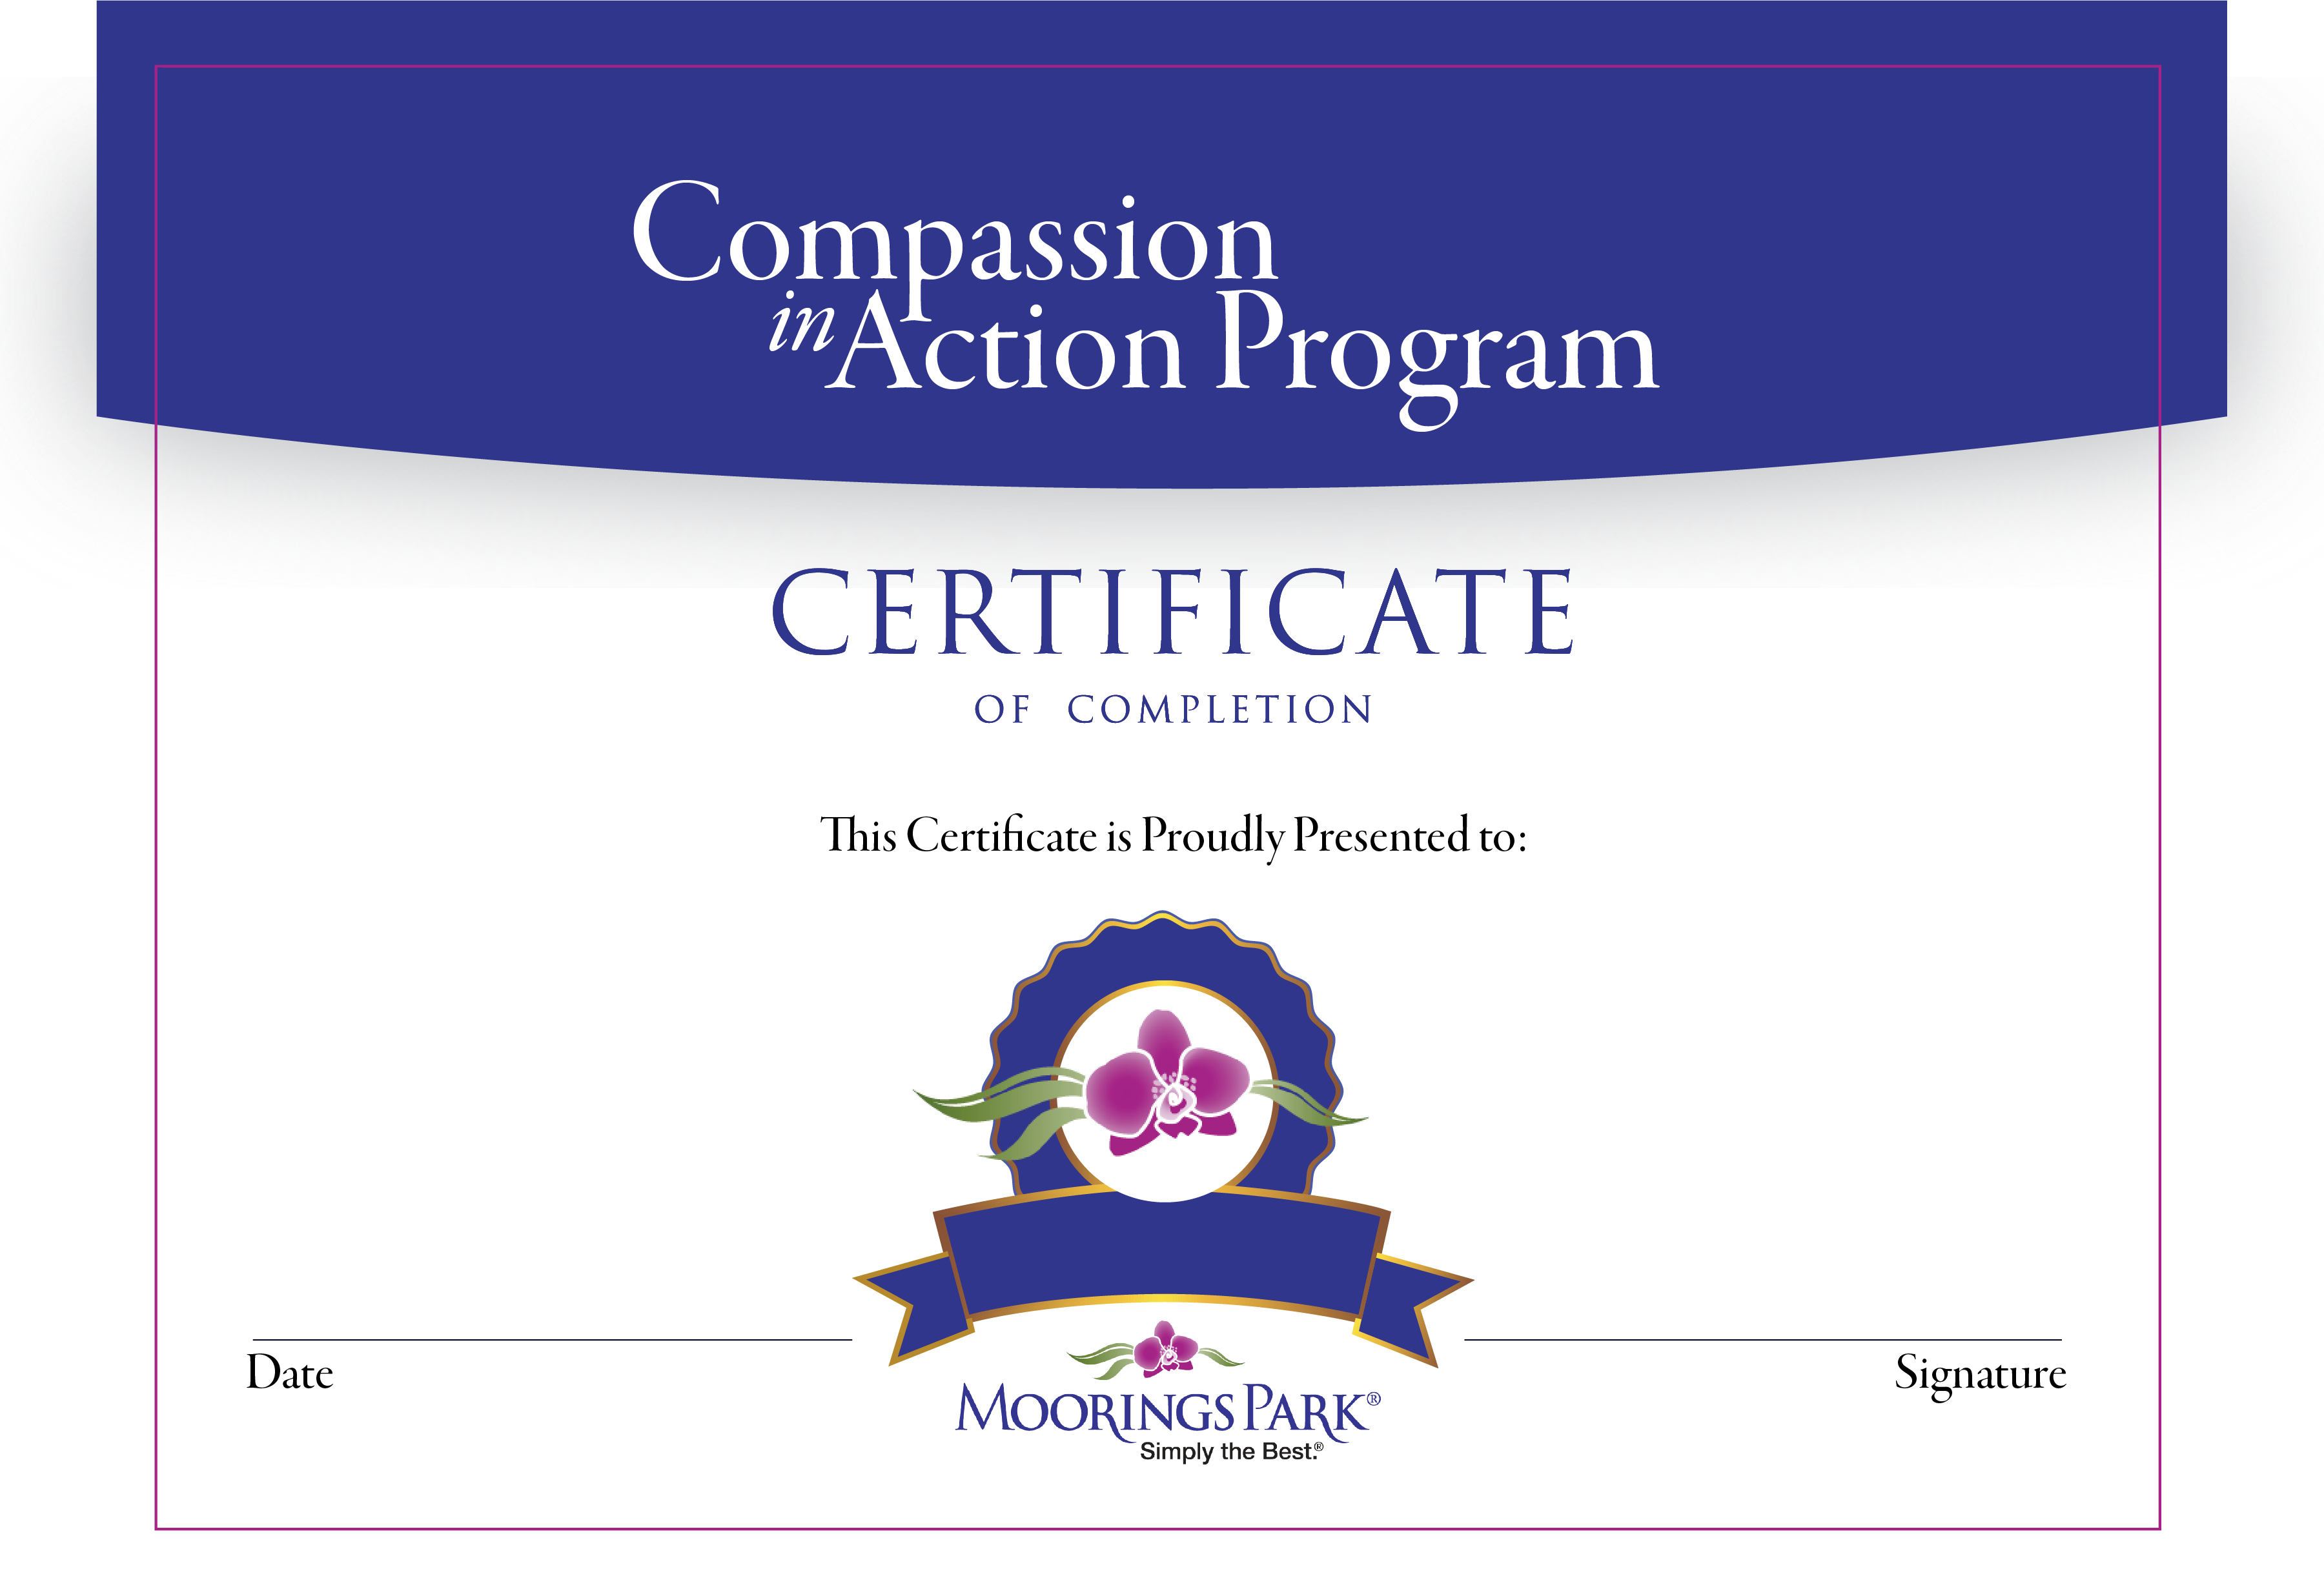 Compassion
in Action Program
CERTIFICATE
OF COMPLETION
This Certificate is Proudly Presented to:
Date
Signature
MOORINGS PARK®
Simply the Best.®